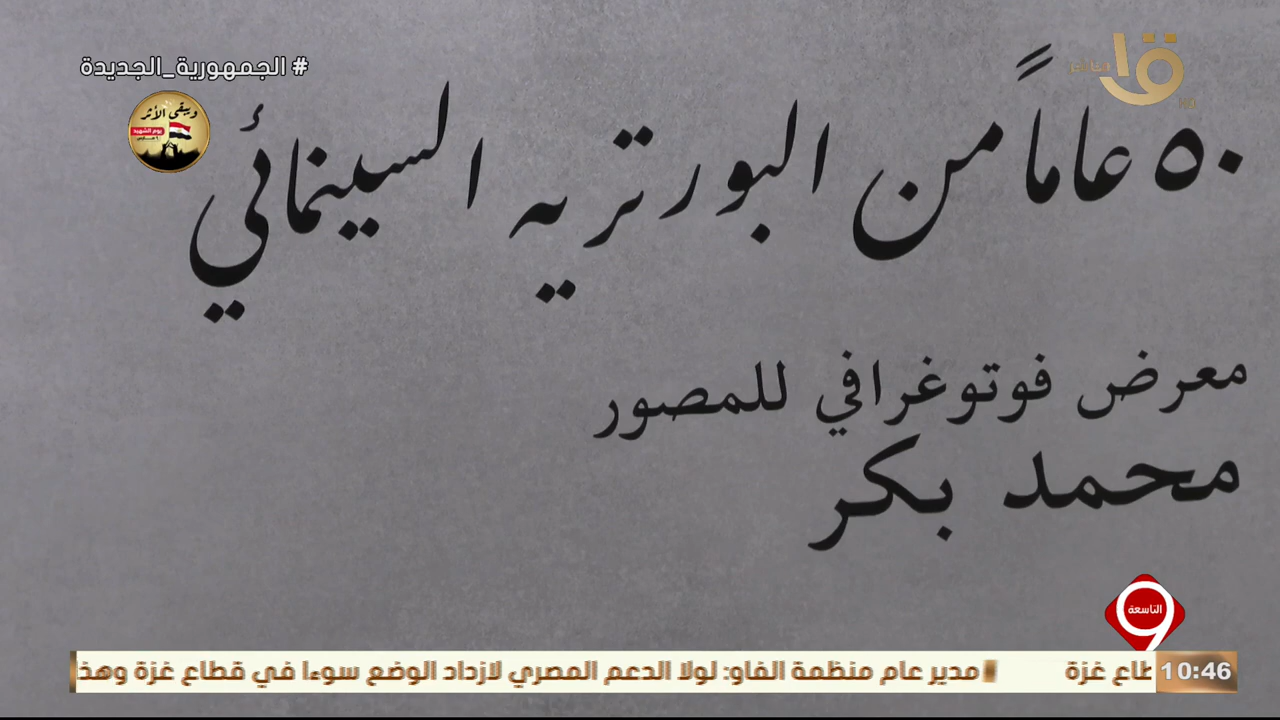 #الجمهورية_الجديدة
ويبقى الأثر
يوم الشهيد
٥٠ عاماً من البورتريه السينمائي
معرض فوتوغرافي للمصور
محمد بكر
التاسعة
10:46
طاع غزة
مدير عام منظمة الفاو: لولا الدعم المصري لازداد الوضع سوءا في قطاع غزة وهذ